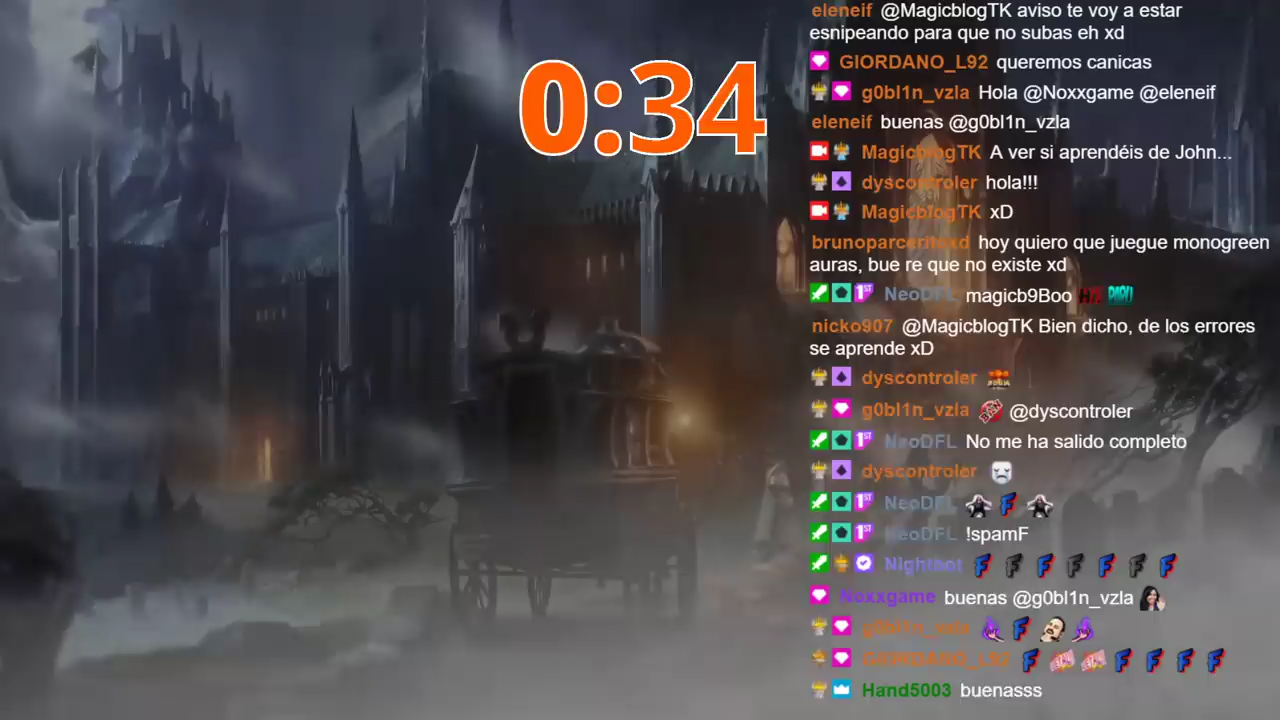 eleneif @MagicblogTK aviso te voy a estar
esnipeando para que no subas eh xd
0:34
GIORDANO_L92 queremos canicas
g0bl1n_vzla Hola @Noxxgame @eleneif
eleneif buenas @g0bl1n_vzla
MagicblogTK A ver si aprendéis de John...
dyscontroler hola!!!
MagicblogTK xD
brunoparceritoxd hoy quiero que juegue monogreen
auras, bue re que no existe xd
1ST NeoDFL magicb9Boo
nicko907 @MagicblogTK Bien dicho, de los errores
se aprende xD
dyscontroler
g0bl1n_vzla @dyscontroler
1ST NeoDFL No me ha salido completo
dyscontroler
1ST NeoDFL F
1ST NeoDFL !spamF
Nightbot F F F F F F F
Noxxgame buenas @g0bl1n_vzla
g0bl1n_vzla F
GIORDANO_L92 F F F F F
Hand5003 buenasss